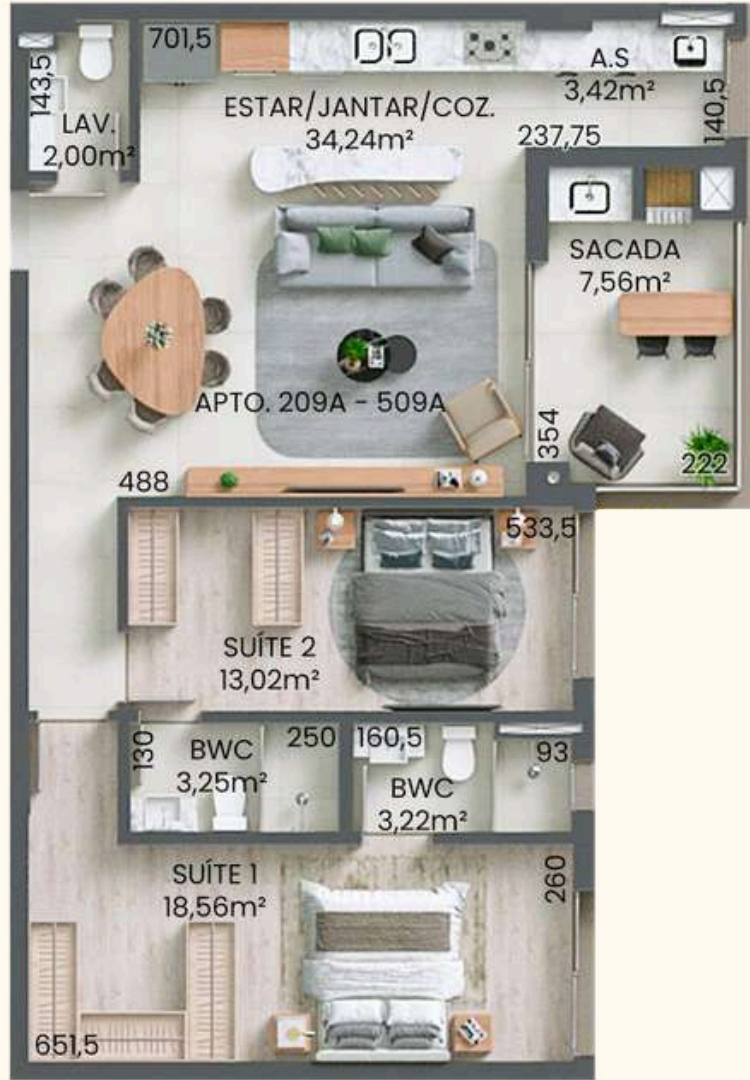 701,5
A.S
3,42m²
143,5
LAV.
2,00m²
ESTAR/JANTAR/COZ.
34,24m²
237,75
140,5
SACADA
7,56m²
APTO. 209A - 509A
354
222
488
533,5
SUÍTE 2
13,02m²
130
BWC
3,25m²
250
160,5
93
BWC
3,22m²
SUÍTE 1
18,56m²
260
651,5